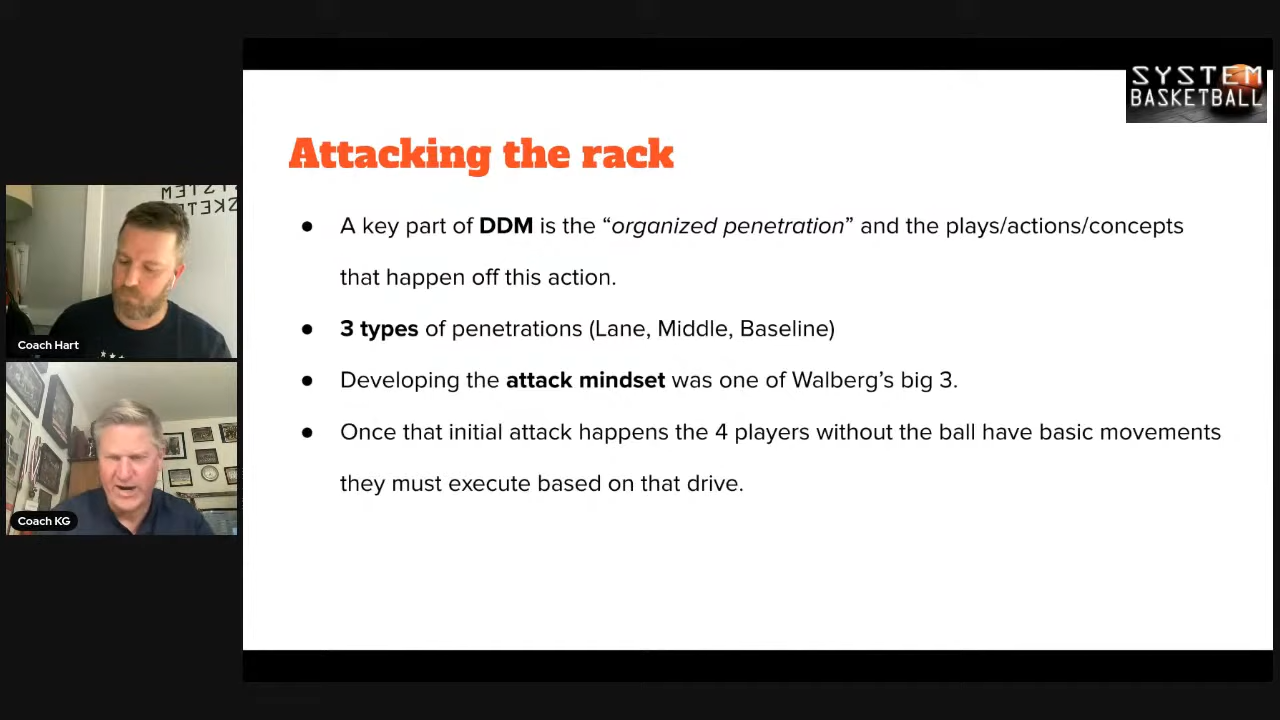 SYSTEM
BASKETBALL
Attacking the rack
● A key part of DDM is the “organized penetration” and the plays/actions/concepts
that happen off this action.
● 3 types of penetrations (Lane, Middle, Baseline)
● Developing the attack mindset was one of Walberg’s big 3.
● Once that initial attack happens the 4 players without the ball have basic movements
they must execute based on that drive.
Coach Hart
Coach KG